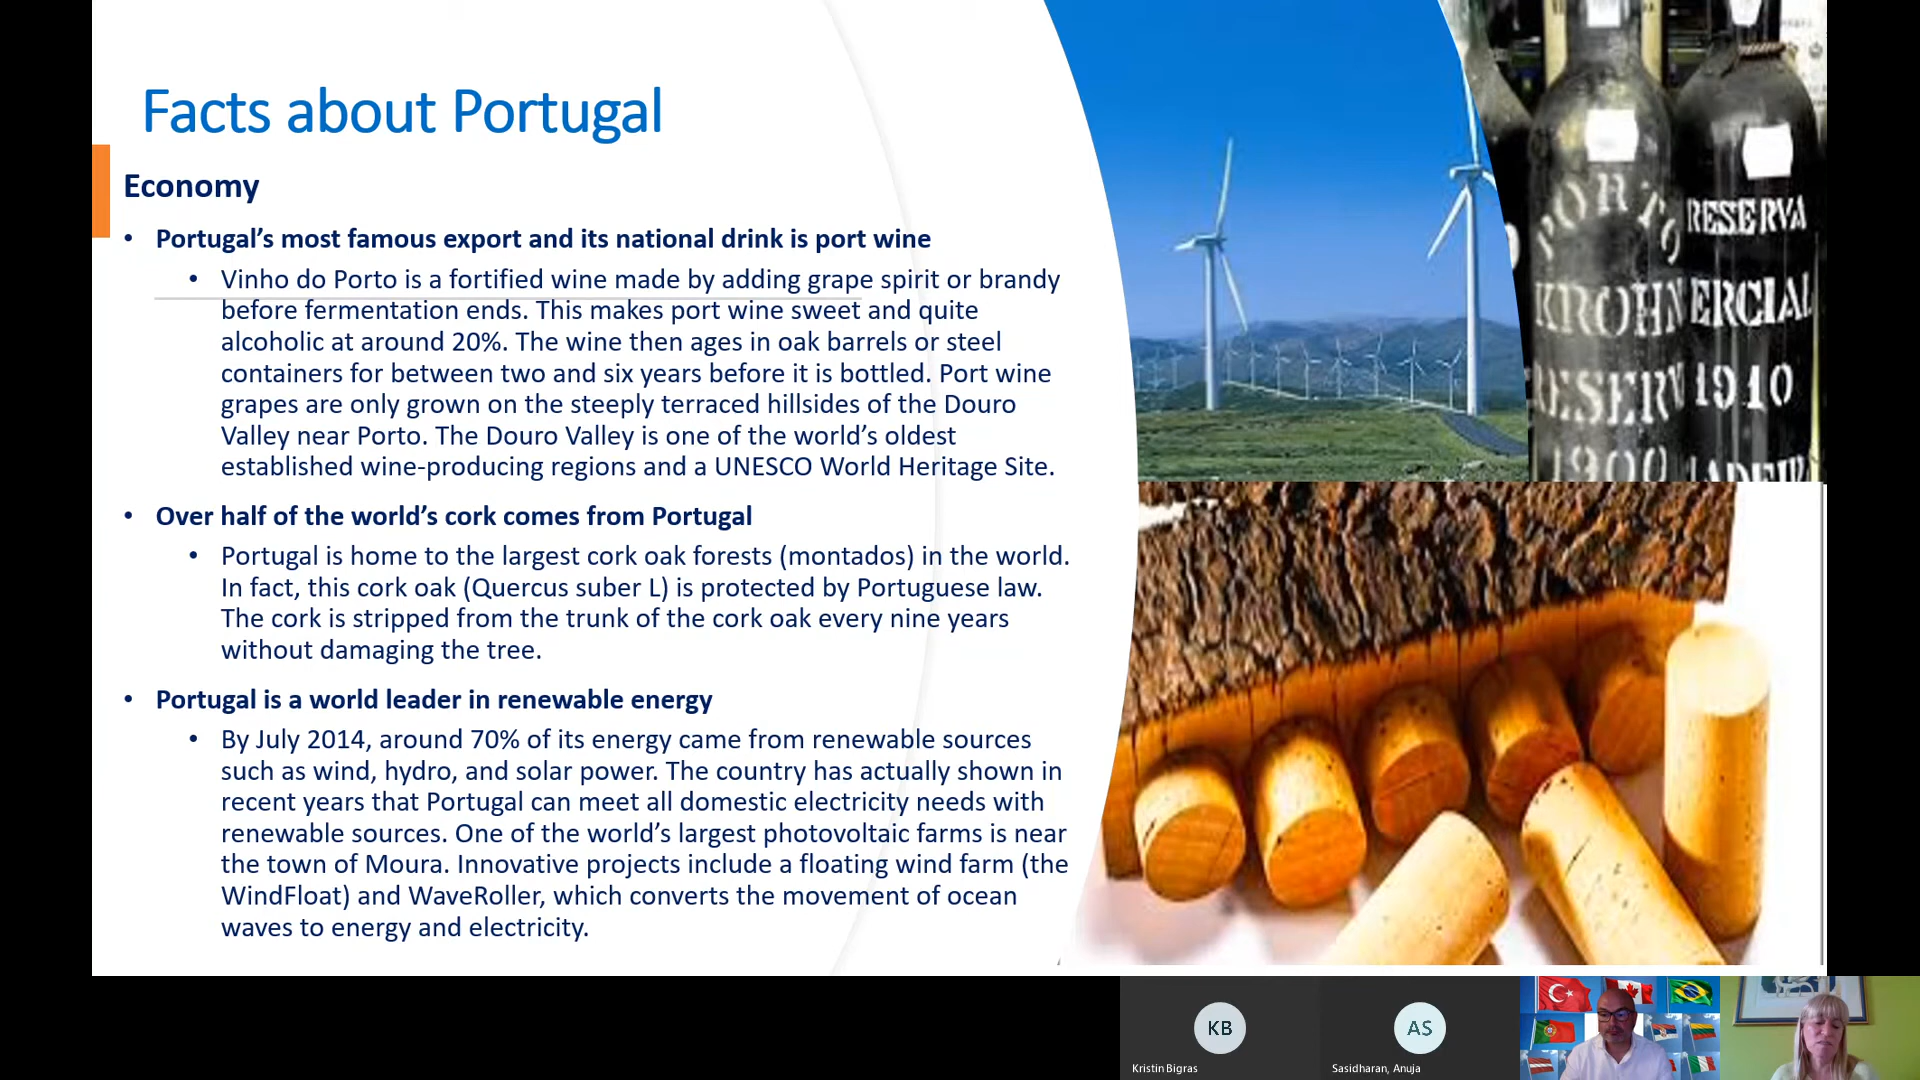 Facts about Portugal
Economy
• Portugal’s most famous export and its national drink is port wine
• Vinho do Porto is a fortified wine made by adding grape spirit or brandy
before fermentation ends. This makes port wine sweet and quite
alcoholic at around 20%. The wine then ages in oak barrels or steel
containers for between two and six years before it is bottled. Port wine
grapes are only grown on the steeply terraced hillsides of the Douro
Valley near Porto. The Douro Valley is one of the world’s oldest
established wine-producing regions and a UNESCO World Heritage Site.
• Over half of the world’s cork comes from Portugal
• Portugal is home to the largest cork oak forests (montados) in the world.
In fact, this cork oak (Quercus suber L) is protected by Portuguese law.
The cork is stripped from the trunk of the cork oak every nine years
without damaging the tree.
• Portugal is a world leader in renewable energy
• By July 2014, around 70% of its energy came from renewable sources
such as wind, hydro, and solar power. The country has actually shown in
recent years that Portugal can meet all domestic electricity needs with
renewable sources. One of the world’s largest photovoltaic farms is near
the town of Moura. Innovative projects include a floating wind farm (the
WindFloat) and WaveRoller, which converts the movement of ocean
waves to energy and electricity.
PORTO
KROHN
RESERV
1900
RESERVA
ERCIAL
1910
KB
Kristin Bigras
AS
Sasidharan, Anuja